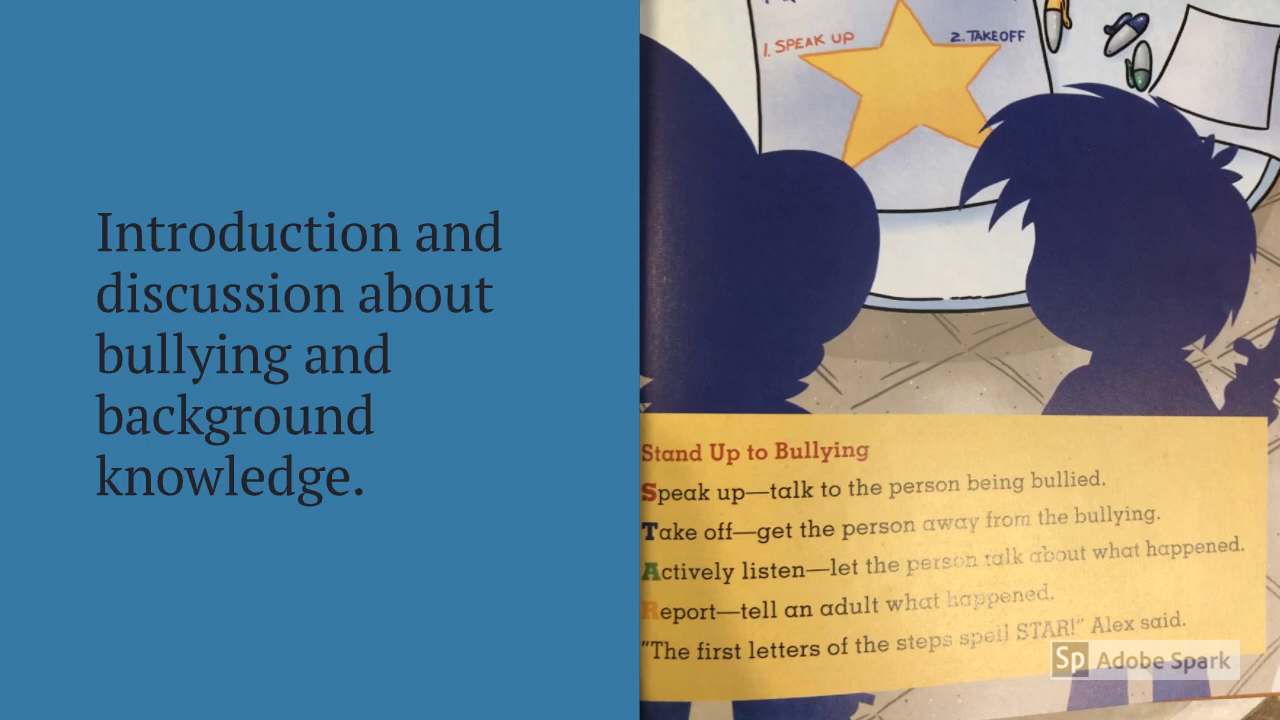 Introduction and
discussion about
bullying and
background
knowledge.
1. SPEAK UP
2. TAKE OFF
Stand Up to Bullying
Speak up—talk to the person being bullied.
Take off—get the person away from the bullying.
Actively listen—let the person talk about what happened.
Report—tell an adult what happened.
“The first letters of the steps spell STAR!” Alex said.
Sp Adobe Spark